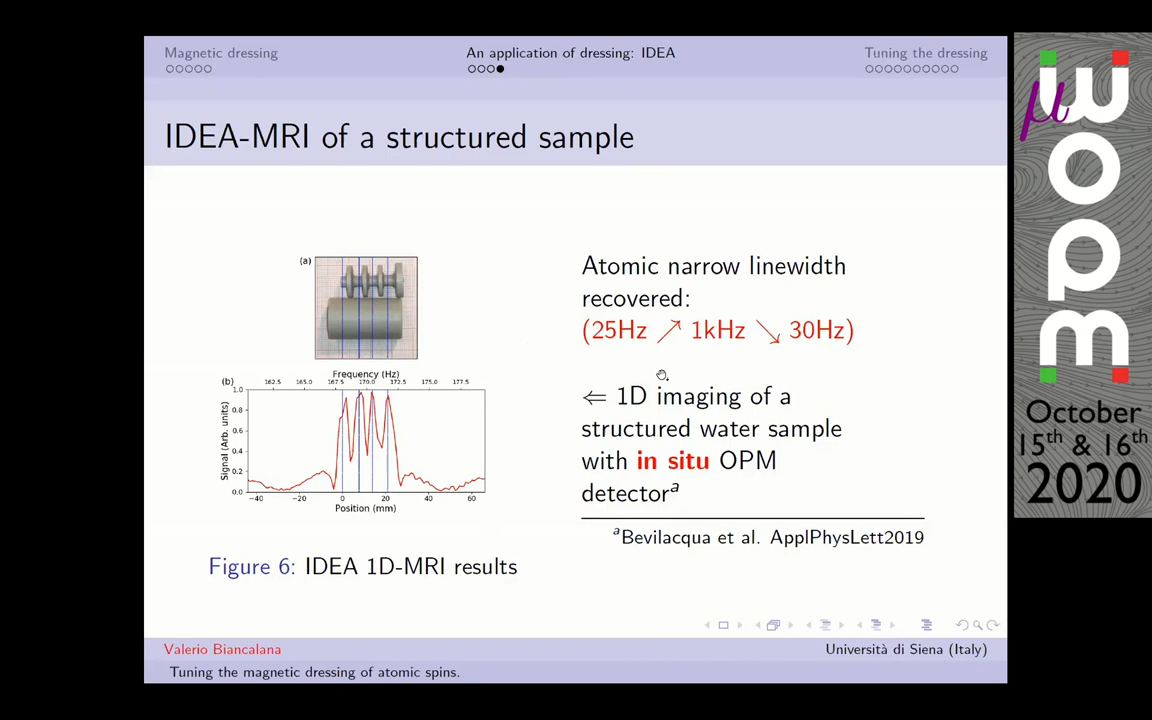 Magnetic dressing
An application of dressing: IDEA
Tuning the dressing
IDEA-MRI of a structured sample
(a)
Frequency (Hz)
(b)
162.5 165.0 167.5 170.0 172.5 175.0 177.5
Signal (Arb. units)
1.0
0.8
0.6
0.4
0.2
0.0
−40 −20 0 20 40 60
Position (mm)
Figure 6: IDEA 1D-MRI results
Atomic narrow linewidth
recovered:
(25Hz ↗ 1kHz ↘ 30Hz)
⇐ 1D imaging of a
structured water sample
with in situ OPM
detectorᵃ
ᵃBevilacqua et al. ApplPhysLett2019
Valerio Biancalana
Università di Siena (Italy)
Tuning the magnetic dressing of atomic spins.
μWOPM
October
15th & 16th
2020